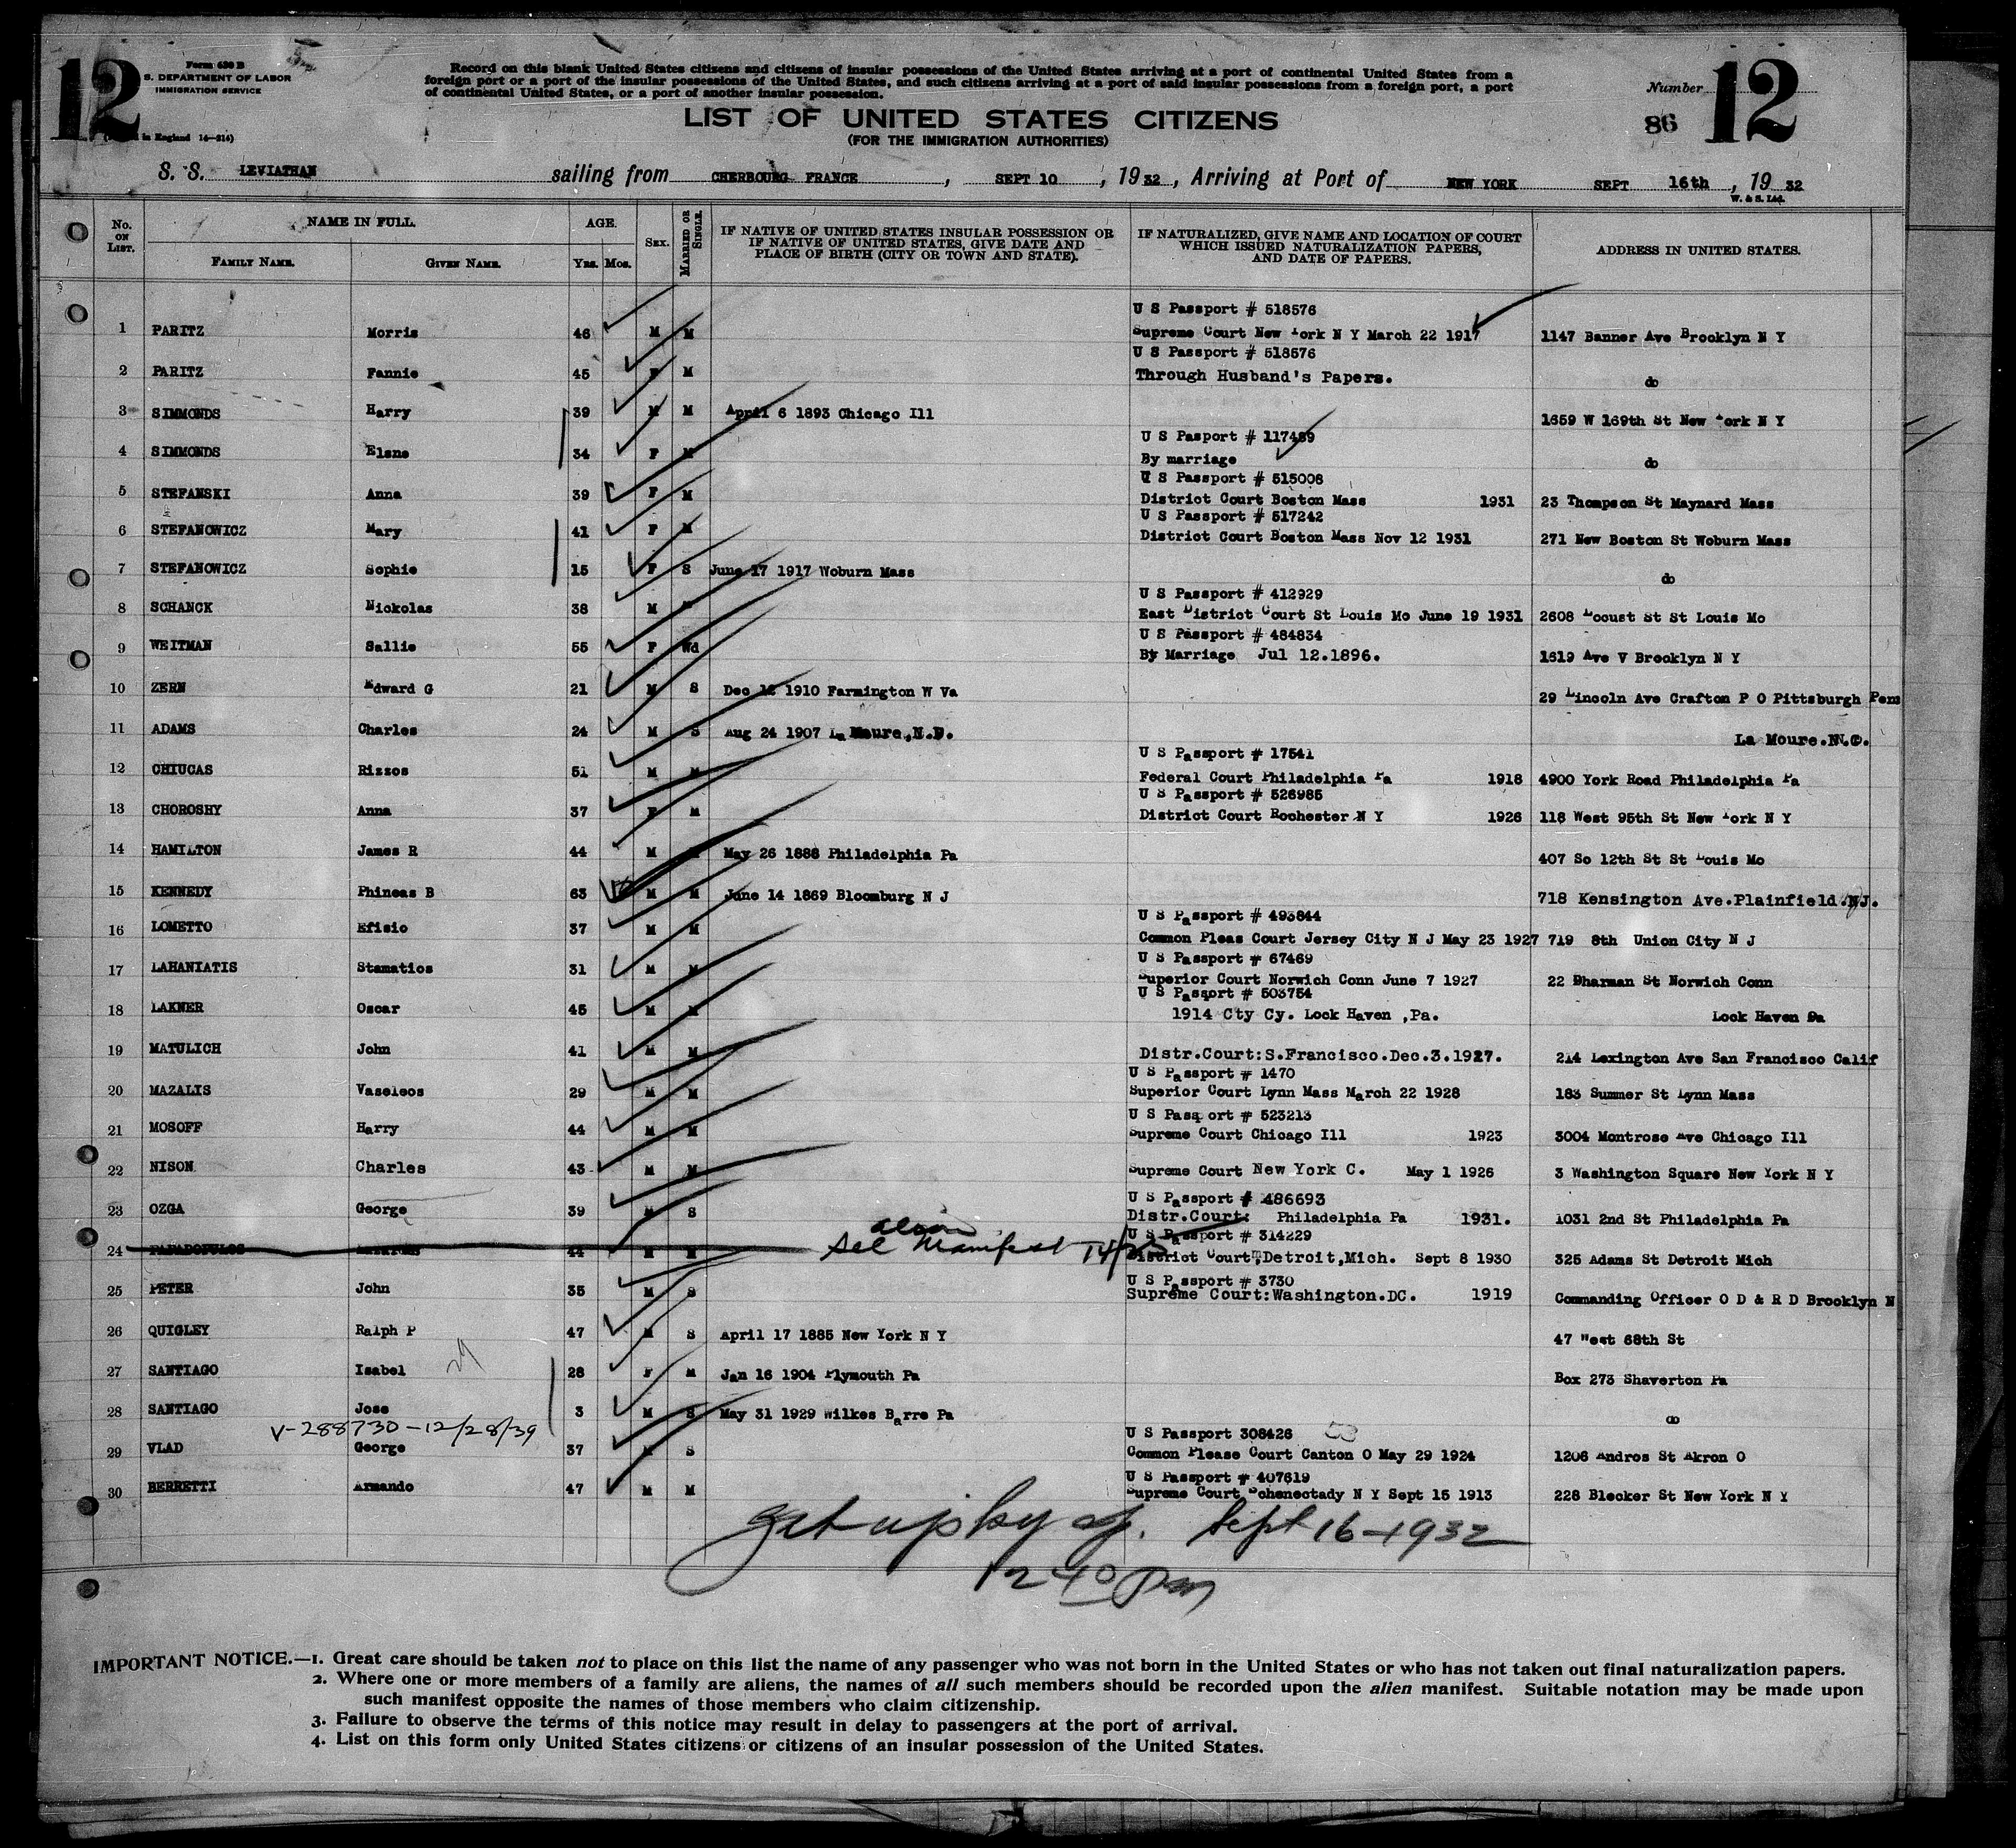 12
Form 630 B
S. DEPARTMENT OF LABOR
IMMIGRATION SERVICE
in England 14—214)
Record on this blank United States citizens and citizens of insular possessions of the United States arriving at a port of continental United States from a
foreign port or a port of the insular possessions of the United States, and such citizens arriving at a port of said insular possessions from a foreign port, a port
of continental United States, or a port of another insular possession.
Number 12
86
LIST OF UNITED STATES CITIZENS
(FOR THE IMMIGRATION AUTHORITIES)
S. S. LEVIATHAN sailing from CHERBOURG FRANCE, SEPT 10, 1932, Arriving at Port of NEW YORK SEPT 16th, 1932
W. & S. Ltd.
No. ON LIST. NAME IN FULL. AGE. SEX. MARRIED OR SINGLE. IF NATIVE OF UNITED STATES INSULAR POSSESSION OR IF NATIVE OF UNITED STATES, GIVE DATE AND PLACE OF BIRTH (CITY OR TOWN AND STATE). IF NATURALIZED, GIVE NAME AND LOCATION OF COURT WHICH ISSUED NATURALIZATION PAPERS, AND DATE OF PAPERS. ADDRESS IN UNITED STATES.
FAMILY NAME. GIVEN NAME. YRS. MOS.
U S Passport # 518576
1 PARITZ Morris 46 M M Supreme Court New York N Y March 22 1917 1147 Banner Ave Brooklyn N Y
U S Passport # 518576
2 PARITZ Fannie 45 F M Through Husband's Papers. do
3 SIMMONDS Harry 39 M M April 6 1893 Chicago Ill 1659 W 169th St New York N Y
U S Pasport # 117489
4 SIMMONDS Elsne 34 F M By marriage do
U S Passport # 515008
5 STEFANSKI Anna 39 F M District Court Boston Mass 1931 23 Thompson St Maynard Mass
U S Passport # 517242
6 STEFANOWICZ Mary 41 F M District Court Boston Mass Nov 12 1931 271 New Boston St Woburn Mass
7 STEFANOWICZ Sophie 15 F S June 17 1917 Woburn Mass do
U S Passport # 412929
8 SCHANCK Nickolas 38 M East District Court St Louis Mo June 19 1931 2608 Locust St St Louis Mo
U S Passport # 484834
9 WEITMAN Sallie 55 F Wd By Marriage Jul 12.1896. 1619 Ave V Brooklyn N Y
10 ZERN Edward G 21 M S Dec 12 1910 Farmington W Va 29 Lincoln Ave Crafton P O Pittsburgh Penn
11 ADAMS Charles 24 M S Aug 24 1907 La Moure,N.D. La Moure.
U S Passport # 17541
12 CHIUCAS Rizzos 51 M M Federal Court Philadelphia Pa 1918 4900 York Road Philadelphia Pa
U S Passport # 526985
13 CHOROSHY Anna 37 F M District Court Rochester N Y 1926 118 West 95th St New York N Y
14 HAMILTON James R 44 M May 26 1888 Philadelphia Pa 407 So 12th St St Louis Mo
15 KENNEDY Phineas B 63 M M June 14 1869 Bloomburg N J 718 Kensington Ave.Plainfield.NJ.
U S Passport # 493844
16 LOMETTO Efisio 37 M M Common Pleas Court Jersey City N J May 23 1927 719 8th Union City N J
U S Passport # 67469
17 LAHANIATIS Stamatios 31 M M Superior Court Norwich Conn June 7 1927 22 Dharman St Norwich Conn
U S Passport # 503754
18 LAKNER Oscar 45 M M 1914 Cty Cy. Lock Haven ,Pa. Lock Haven Pa
19 MATULICH John 41 M M Distr.Court:S.Francisco.Dec.3.1927. 214 Lexington Ave San Francisco Calif
U S Passport # 1470
20 MAZALIS Vaseleos 29 M M Superior Court Lynn Mass March 22 1928 183 Summer St Lynn Mass
U S Passport # 523213
21 MOSOFF Harry 44 M M Supreme Court Chicago Ill 1923 3004 Montrose Ave Chicago Ill
22 NISON Charles 43 M M Supreme Court New York C. May 1 1926 3 Washington Square New York N Y
U S Passport # 486693
23 OZGA George 39 M S Distr.Court: Philadelphia Pa 1931. 1031 2nd St Philadelphia Pa
U S Passport # 314229
24 PAPADOPULOS 44 M M See alien Manifest District Court,Detroit,Mich. Sept 8 1930 325 Adams St Detroit Mich
U S Passport # 3730
25 PETER John 35 M S Supreme Court:Washington.DC. 1919 Commanding Officer O D & R D Brooklyn N
26 QUIGLEY Ralph P 47 M S April 17 1885 New York N Y 47 West 68th St
27 SANTIAGO Isabel 28 F M Jan 16 1904 Plymouth Pa Box 273 Shaverton Pa
28 SANTIAGO Jose 3 M S May 31 1929 Wilkes Barre Pa do
V-288730-12/28/39
U S Passport 308426
29 VLAD George 37 M S Common Please Court Canton O May 29 1924 1206 Andros St Akron O
U S Passport # 407619
30 BERRETTI Armando 47 M M Supreme Court Schenectady N Y Sept 15 1913 228 Blecker St New York N Y
Sept 16-1932
12 40 PM
IMPORTANT NOTICE.—1. Great care should be taken not to place on this list the name of any passenger who was not born in the United States or who has not taken out final naturalization papers.
2. Where one or more members of a family are aliens, the names of all such members should be recorded upon the alien manifest. Suitable notation may be made upon
such manifest opposite the names of those members who claim citizenship.
3. Failure to observe the terms of this notice may result in delay to passengers at the port of arrival.
4. List on this form only United States citizens or citizens of an insular possession of the United States.